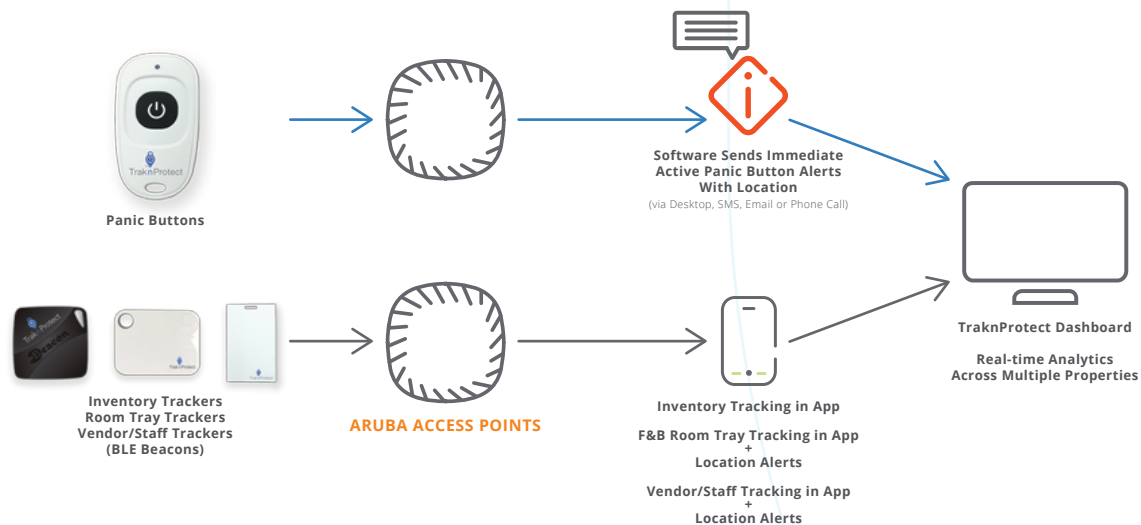 TraknProtect
Panic Buttons
Software Sends Immediate
Active Panic Button Alerts
With Location
(via Desktop, SMS, Email or Phone Call)
TraknProtect
Beacon
TraknProtect
TraknProtect
Inventory Trackers
Room Tray Trackers
Vendor/Staff Trackers
(BLE Beacons)
ARUBA ACCESS POINTS
Inventory Tracking in App
F&B Room Tray Tracking in App
+
Location Alerts
Vendor/Staff Tracking in App
+
Location Alerts
TraknProtect Dashboard
Real-time Analytics
Across Multiple Properties